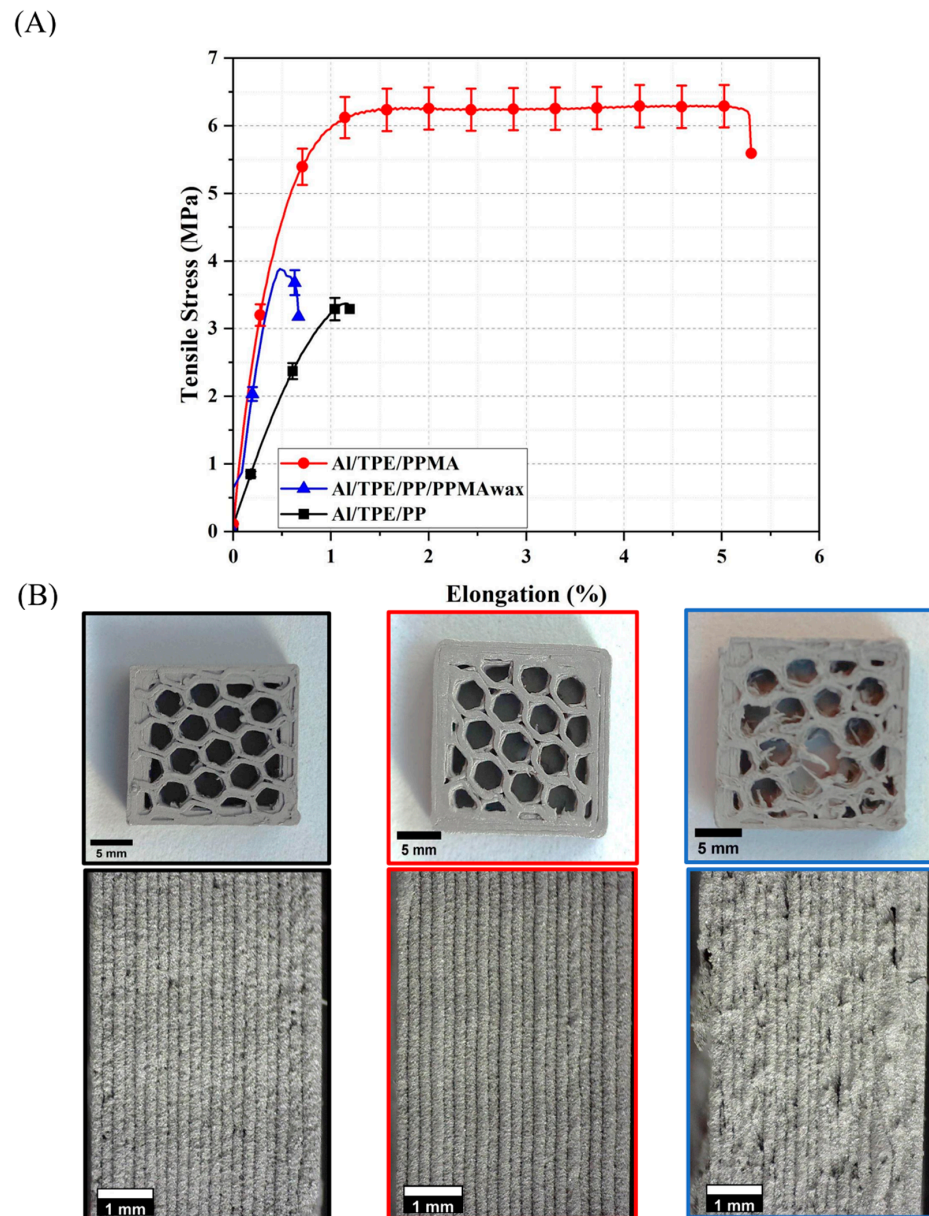 (A)
7
6
5
4
3
2
1
0
Tensile Stress (MPa)
Al/TPE/PPMA
Al/TPE/PP/PPMAwax
Al/TPE/PP
0 1 2 3 4 5 6
Elongation (%)
(B)
5 mm
5 mm
5 mm
1 mm
1 mm
1 mm